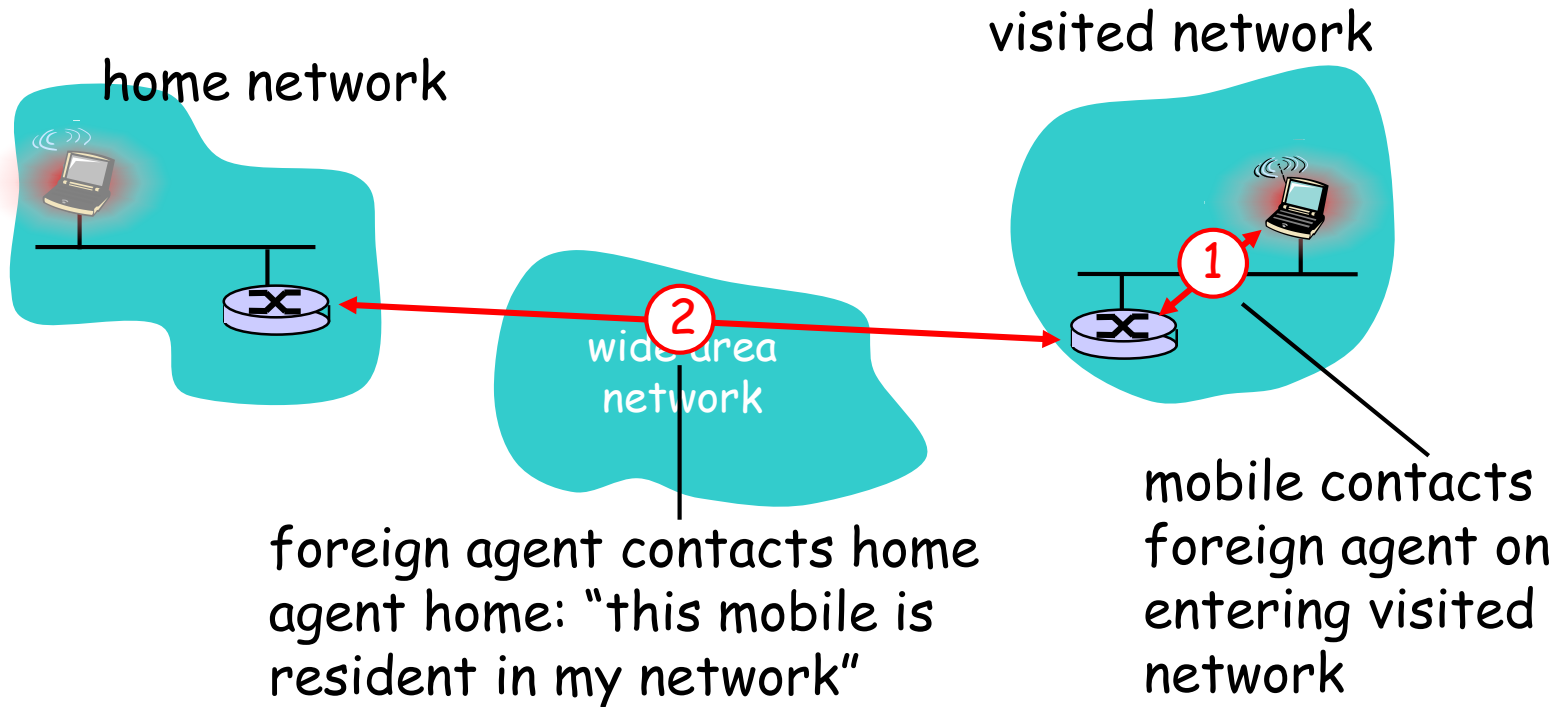 visited network
home network
1
2
wide area
network
mobile contacts
foreign agent on
entering visited
network
foreign agent contacts home
agent home: “this mobile is
resident in my network”